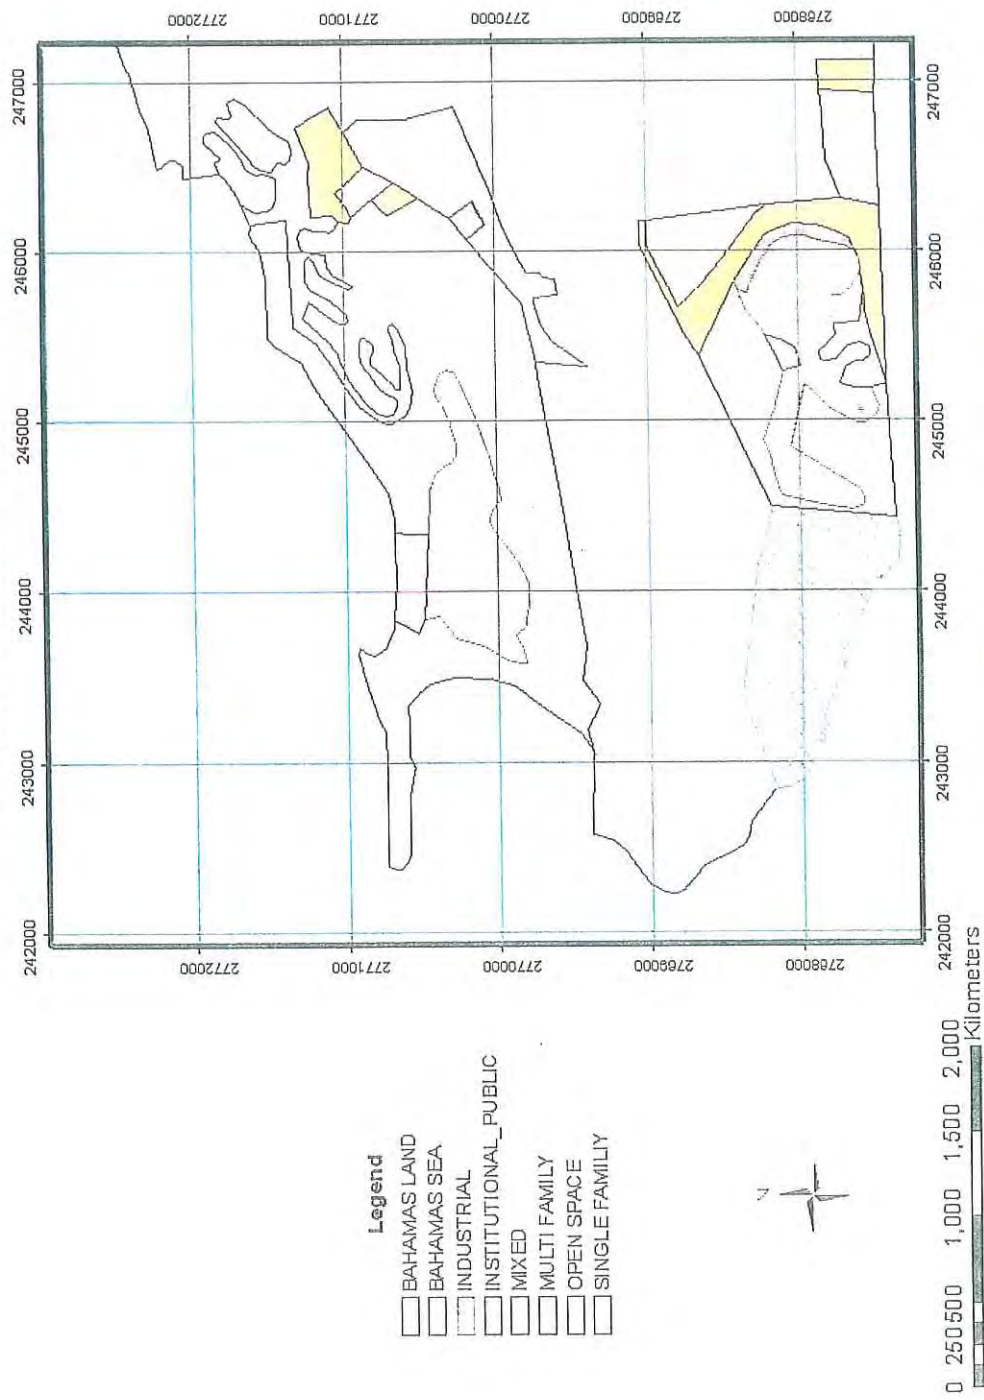 242000 243000 244000 245000 246000 247000
2772000 2772000
2771000 2771000
2770000 2770000
2769000 2769000
2768000 2768000
242000 243000 244000 245000 246000 247000
Legend
BAHAMAS LAND
BAHAMAS SEA
INDUSTRIAL
INSTITUTIONAL_PUBLIC
MIXED
MULTI FAMILY
OPEN SPACE
SINGLE FAMILIY
N
0 250 500 1,000 1,500 2,000
Kilometers